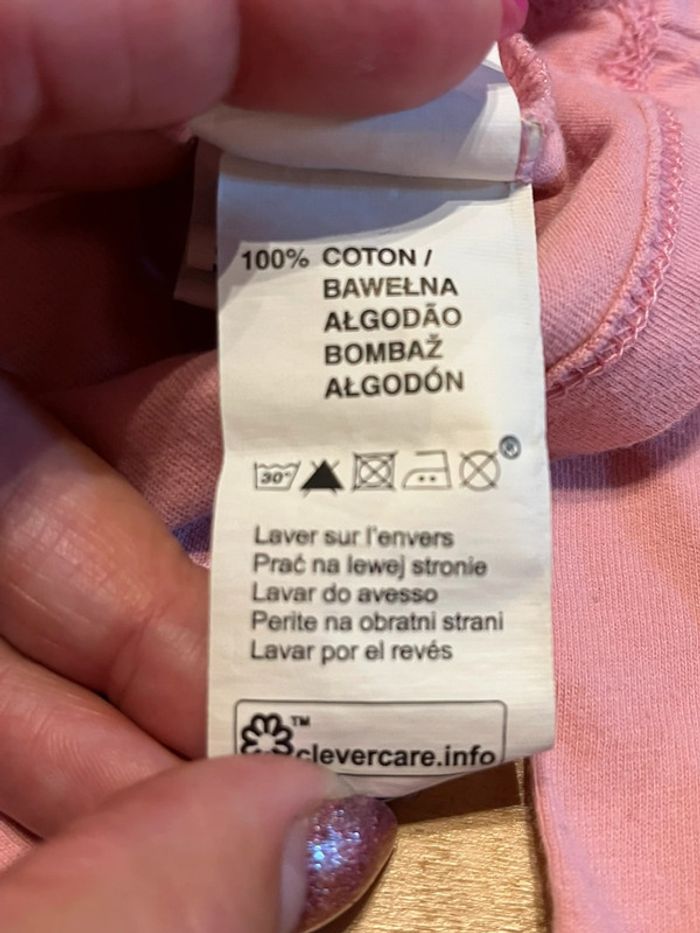 100% COTON /
BAWEŁNA
AŁGODÃO
BOMBAŽ
AŁGODÓN
30°
®
Laver sur l'envers
Prać na lewej stronie
Lavar do avesso
Perite na obratni strani
Lavar por el revés
™
clevercare.info